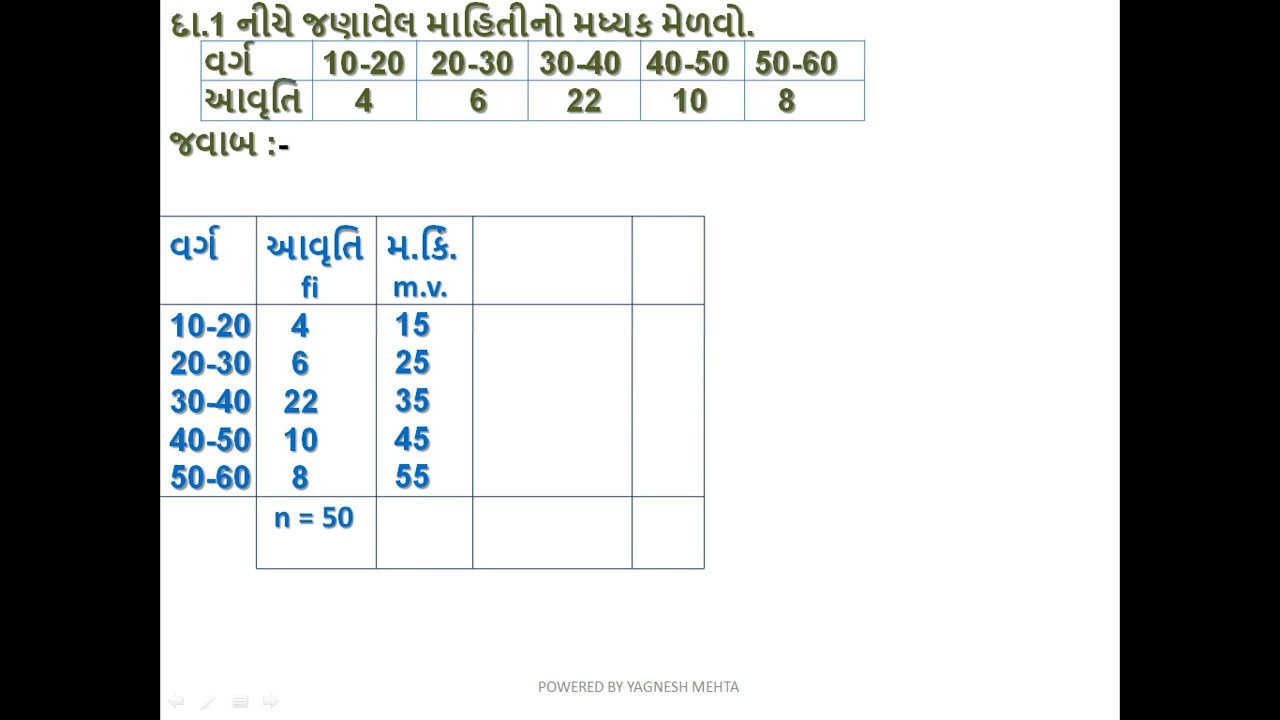 દા.1 નીચે જણાવેલ માહિતીનો મધ્યક મેળવો.
વર્ગ 10-20 20-30 30-40 40-50 50-60
આવૃતિ 4 6 22 10 8
જવાબ :-
વર્ગ આવૃતિ મ.કિં.
fi m.v.
10-20 4 15
20-30 6 25
30-40 22 35
40-50 10 45
50-60 8 55
n = 50
POWERED BY YAGNESH MEHTA